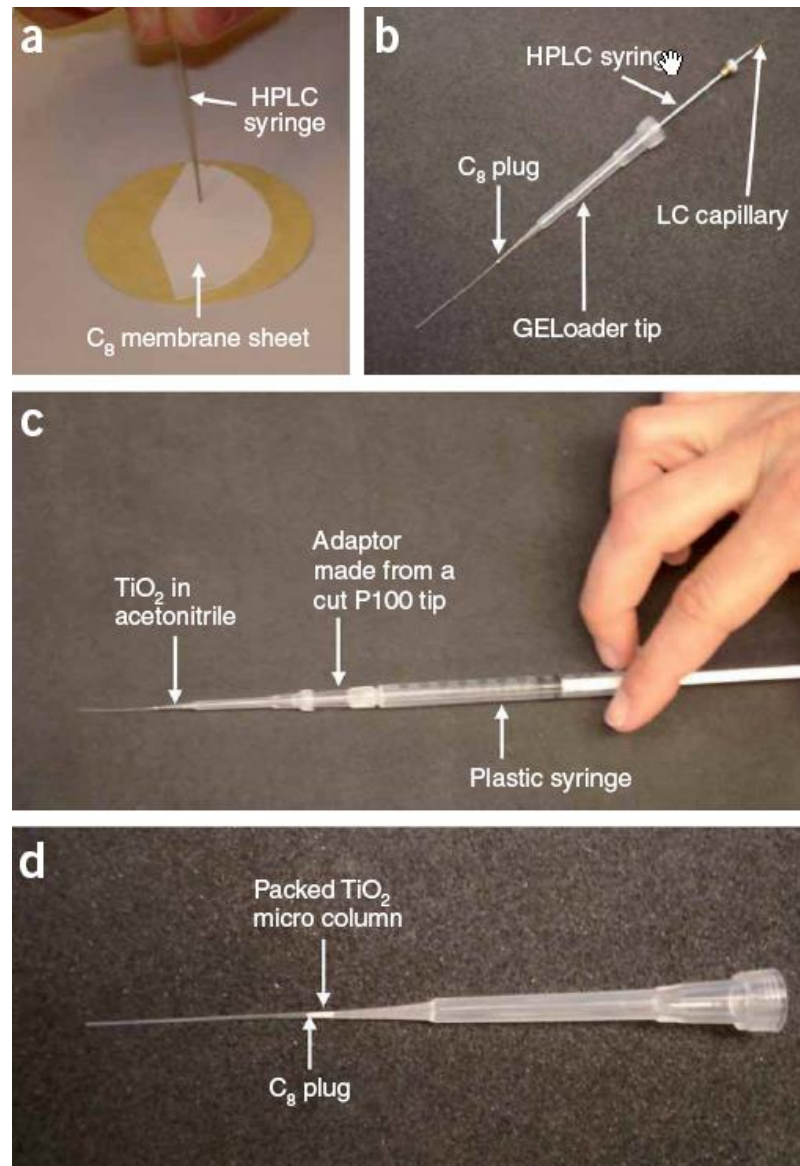 a
HPLC
syringe
C₈ membrane sheet
b
HPLC syring
C₈ plug
LC capillary
GELoader tip
c
Adaptor
made from a
cut P100 tip
TiO₂ in
acetonitrile
Plastic syringe
d
Packed TiO₂
micro column
C₈ plug